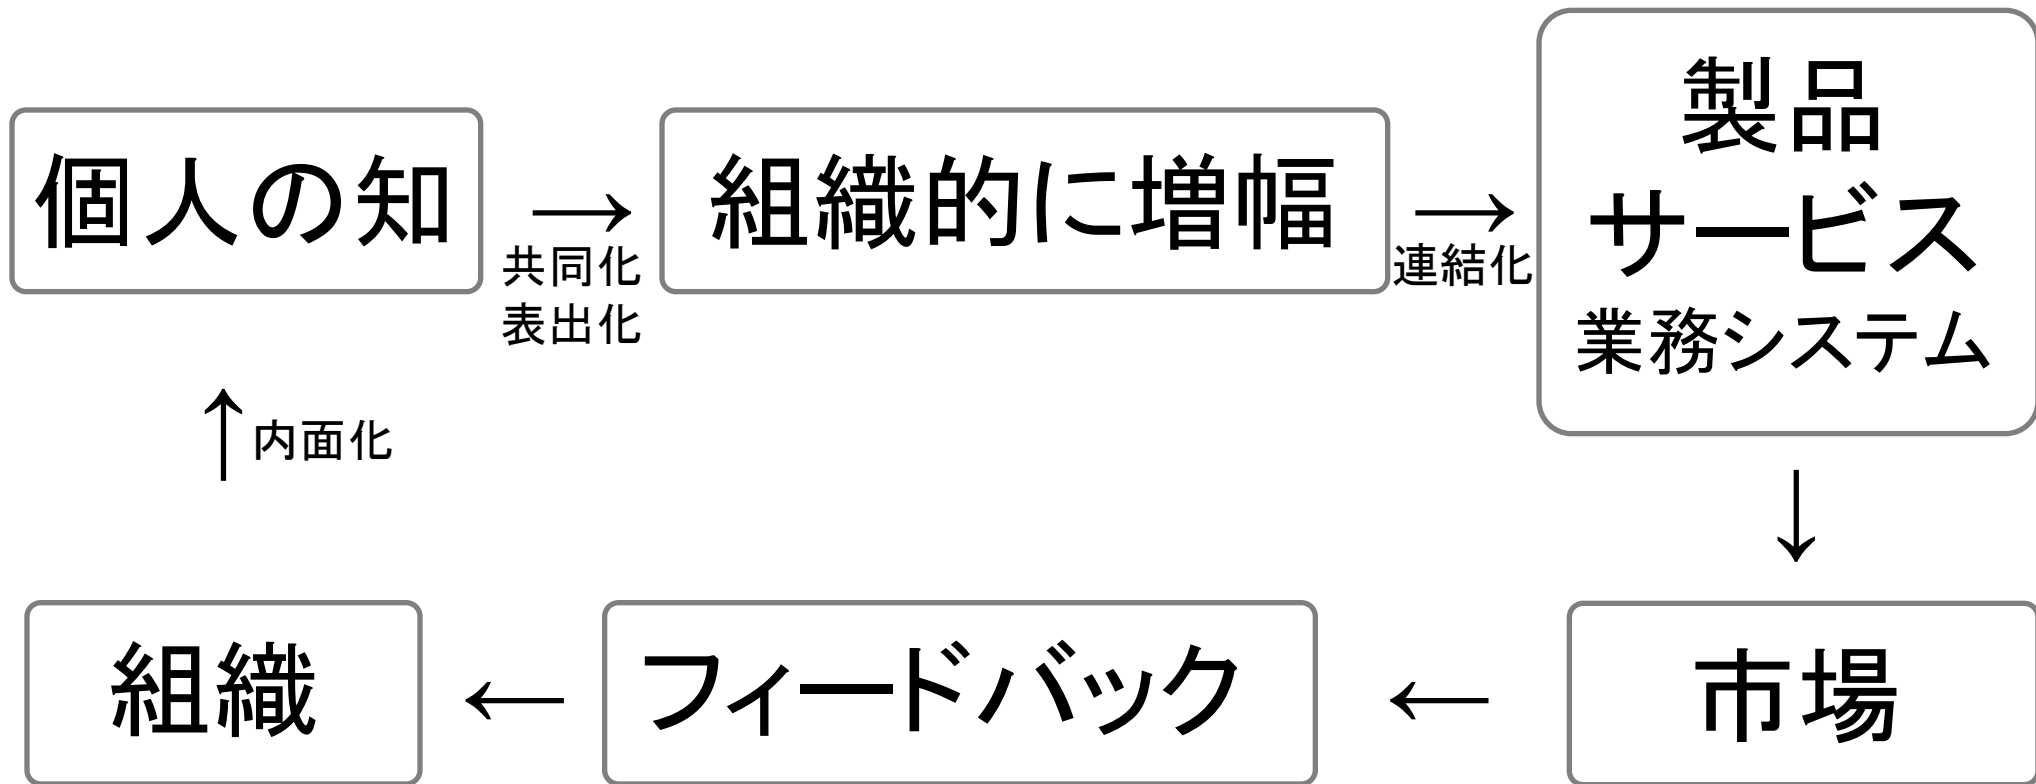 個人の知
→
共同化
表出化
組織的に増幅
→
連結化
製品
サービス
業務システム
↓
市場
←
フィードバック
←
組織
↑
内面化